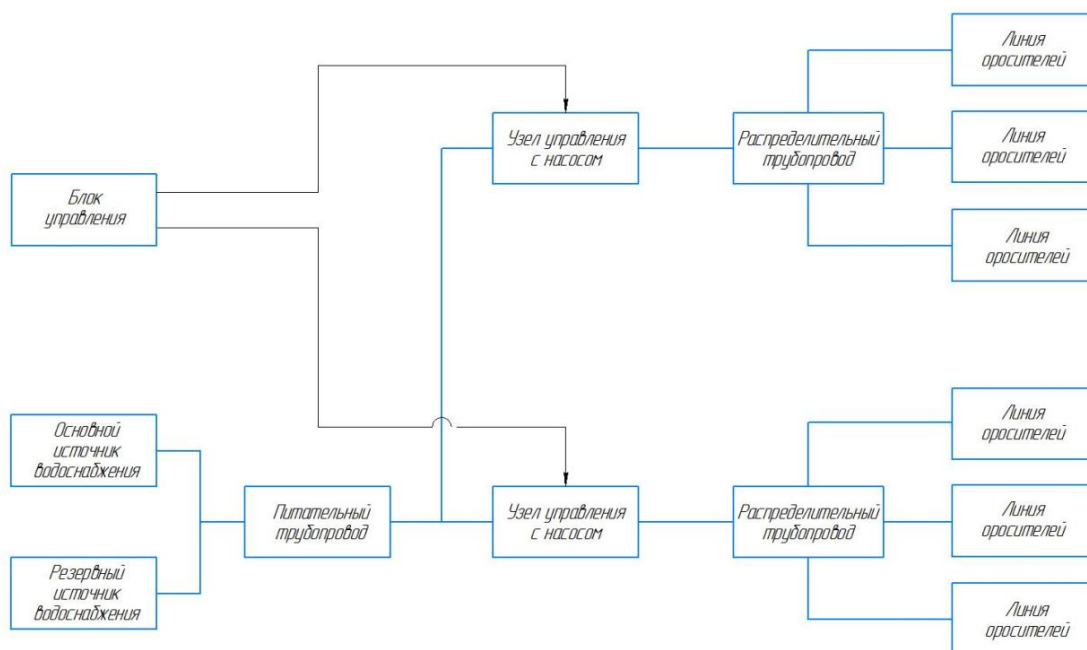 Линия
оросителей
Узел управления
с насосом
Распределительный
трубопровод
Линия
оросителей
Блок
управления
Линия
оросителей
Линия
оросителей
Основной
источник
водоснабжения
Питательный
трубопровод
Узел управления
с насосом
Распределительный
трубопровод
Линия
оросителей
Резервный
источник
водоснабжения
Линия
оросителей